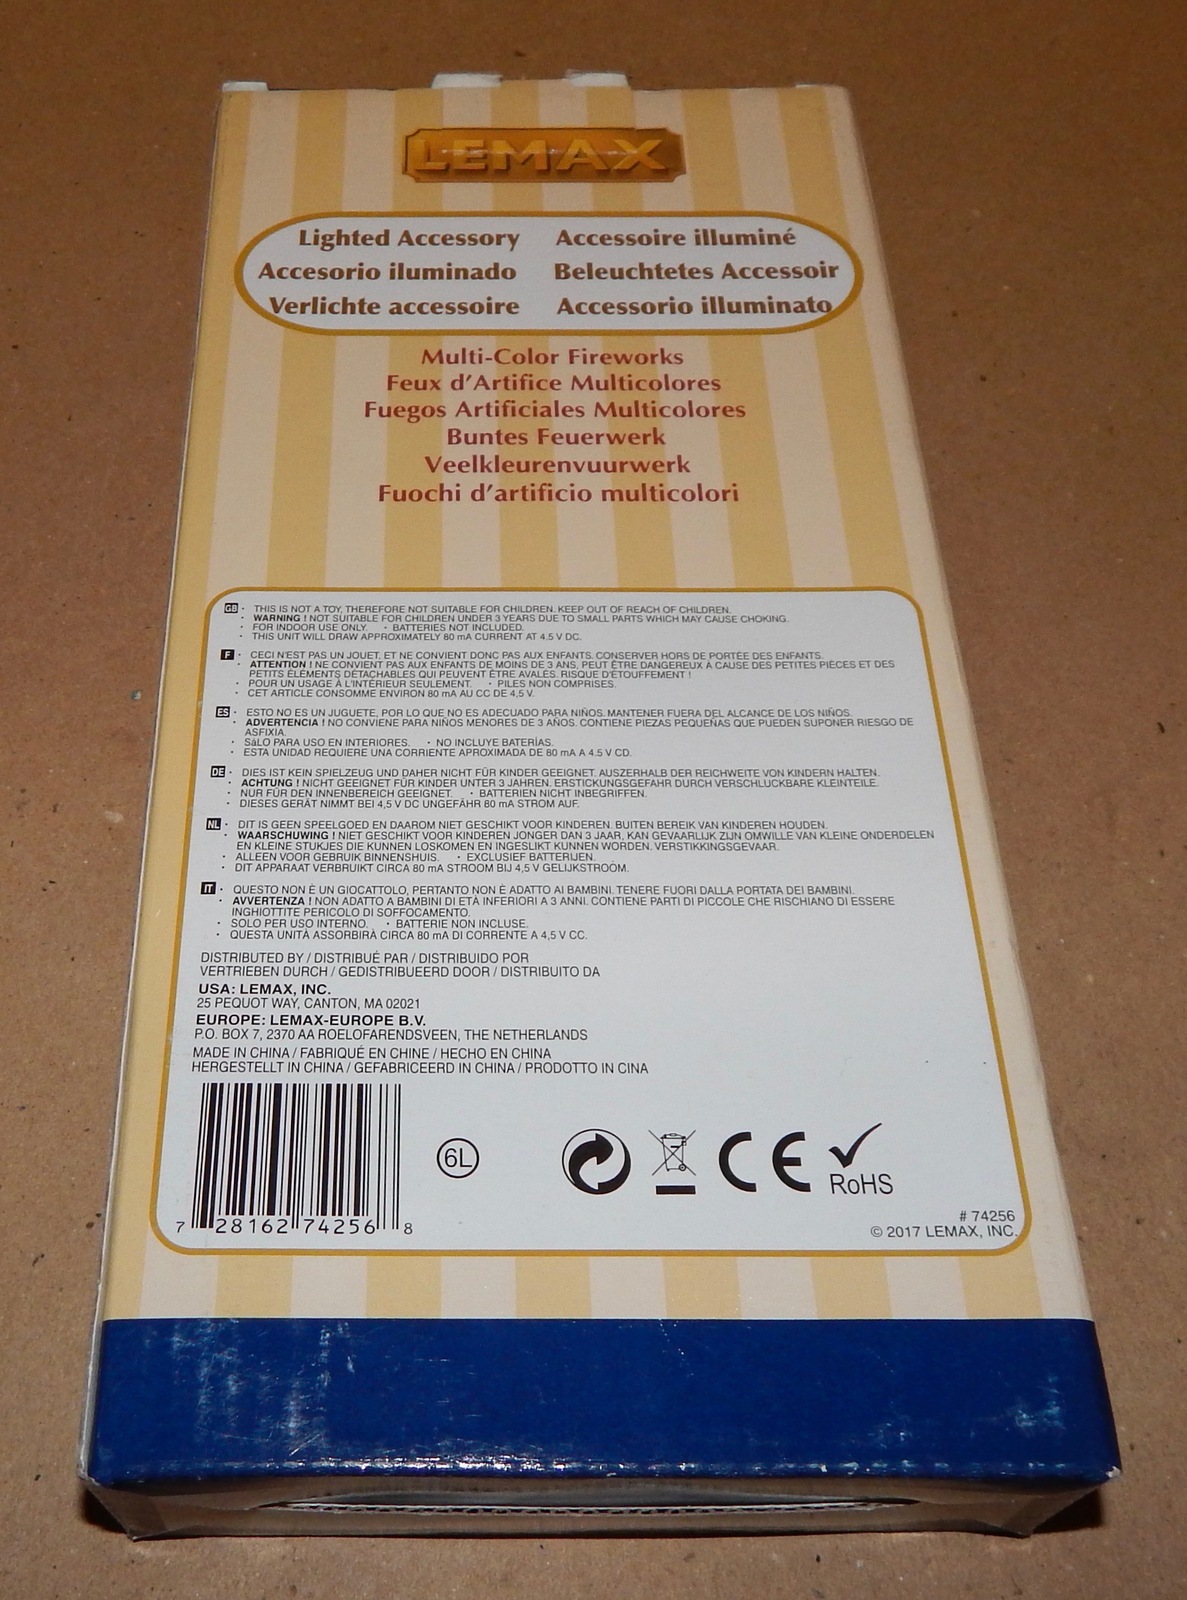 LEMAX
Lighted Accessory Accessoire illuminé
Accesorio iluminado Beleuchtetes Accessoir
Verlichte accessoire Accessorio illuminato
Multi-Color Fireworks
Feux d'Artifice Multicolores
Fuegos Artificiales Multicolores
Buntes Feuerwerk
Veelkleurenvuurwerk
Fuochi d'artificio multicolori
GB · THIS IS NOT A TOY, THEREFORE NOT SUITABLE FOR CHILDREN. KEEP OUT OF REACH OF CHILDREN.
· WARNING ! NOT SUITABLE FOR CHILDREN UNDER 3 YEARS DUE TO SMALL PARTS WHICH MAY CAUSE CHOKING.
· FOR INDOOR USE ONLY. · BATTERIES NOT INCLUDED.
· THIS UNIT WILL DRAW APPROXIMATELY 80 mA CURRENT AT 4.5 V DC.
F · CECI N'EST PAS UN JOUET, ET NE CONVIENT DONC PAS AUX ENFANTS. CONSERVER HORS DE PORTÉE DES ENFANTS.
· ATTENTION ! NE CONVIENT PAS AUX ENFANTS DE MOINS DE 3 ANS, PEUT ÊTRE DANGEREUX À CAUSE DES PETITES PIÈCES ET DES
PETITS ÉLÉMENTS DÉTACHABLES QUI PEUVENT ÊTRE AVALES. RISQUE D'ÉTOUFFEMENT !
· POUR UN USAGE À L'INTÉRIEUR SEULEMENT. · PILES NON COMPRISES.
· CET ARTICLE CONSOMME ENVIRON 80 mA AU CC DE 4,5 V.
ES · ESTO NO ES UN JUGUETE, POR LO QUE NO ES ADECUADO PARA NIÑOS. MANTENER FUERA DEL ALCANCE DE LOS NIÑOS.
· ADVERTENCIA ! NO CONVIENE PARA NIÑOS MENORES DE 3 AÑOS. CONTIENE PIEZAS PEQUEÑAS QUE PUEDEN SUPONER RIESGO DE
ASFIXIA.
· SâLO PARA USO EN INTERIORES. · NO INCLUYE BATERÍAS.
· ESTA UNIDAD REQUIERE UNA CORRIENTE APROXIMADA DE 80 mA A 4.5 V CD.
DE · DIES IST KEIN SPIELZEUG UND DAHER NICHT FÜR KINDER GEEIGNET. AUSZERHALB DER REICHWEITE VON KINDERN HALTEN.
· ACHTUNG ! NICHT GEEIGNET FÜR KINDER UNTER 3 JAHREN. ERSTICKUNGSGEFAHR DURCH VERSCHLUCKBARE KLEINTEILE.
· NUR FÜR DEN INNENBEREICH GEEIGNET. · BATTERIEN NICHT INBEGRIFFEN.
· DIESES GERÄT NIMMT BEI 4,5 V DC UNGEFÄHR 80 mA STROM AUF.
NL · DIT IS GEEN SPEELGOED EN DAAROM NIET GESCHIKT VOOR KINDEREN. BUITEN BEREIK VAN KINDEREN HOUDEN.
· WAARSCHUWING ! NIET GESCHIKT VOOR KINDEREN JONGER DAN 3 JAAR, KAN GEVAARLIJK ZIJN OMWILLE VAN KLEINE ONDERDELEN
EN KLEINE STUKJES DIE KUNNEN LOSKOMEN EN INGESLIKT KUNNEN WORDEN. VERSTIKKINGSGEVAAR.
· ALLEEN VOOR GEBRUIK BINNENSHUIS. · EXCLUSIEF BATTERIJEN.
· DIT APPARAAT VERBRUIKT CIRCA 80 mA STROOM BIJ 4,5 V GELIJKSTROOM.
IT · QUESTO NON È UN GIOCATTOLO, PERTANTO NON È ADATTO AI BAMBINI. TENERE FUORI DALLA PORTATA DEI BAMBINI.
· AVVERTENZA ! NON ADATTO A BAMBINI DI ETÀ INFERIORI A 3 ANNI. CONTIENE PARTI DI PICCOLE CHE RISCHIANO DI ESSERE
INGHIOTTITE PERICOLO DI SOFFOCAMENTO.
· SOLO PER USO INTERNO. · BATTERIE NON INCLUSE.
· QUESTA UNITÀ ASSORBIRÀ CIRCA 80 mA DI CORRENTE A 4,5 V CC.
DISTRIBUTED BY / DISTRIBUÉ PAR / DISTRIBUIDO POR
VERTRIEBEN DURCH / GEDISTRIBUEERD DOOR / DISTRIBUITO DA
USA: LEMAX, INC.
25 PEQUOT WAY, CANTON, MA 02021
EUROPE: LEMAX-EUROPE B.V.
P.O. BOX 7, 2370 AA ROELOFARENDSVEEN, THE NETHERLANDS
MADE IN CHINA / FABRIQUÉ EN CHINE / HECHO EN CHINA
HERGESTELLT IN CHINA / GEFABRICEERD IN CHINA / PRODOTTO IN CINA
6L
CE
RoHS
7 28162 74256 8
# 74256
© 2017 LEMAX, INC.